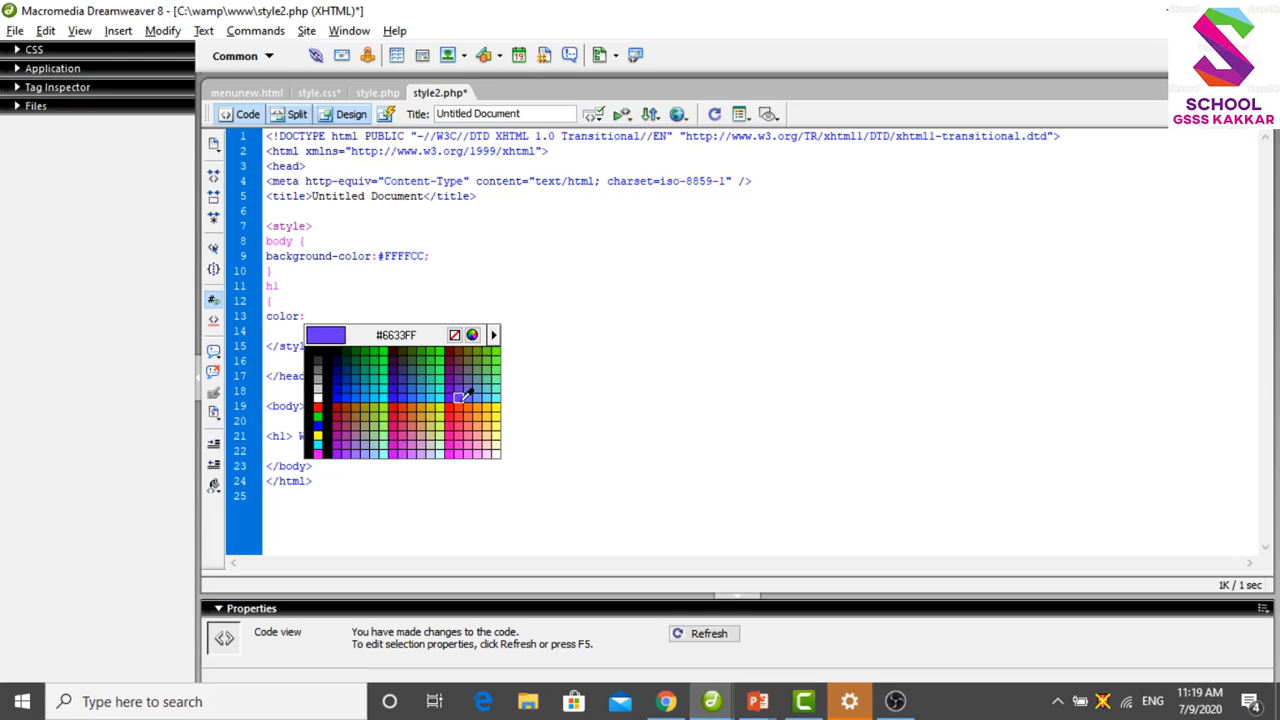 Macromedia Dreamweaver 8 - [C:\wamp\www\style2.php (XHTML)*]
File Edit View Insert Modify Text Commands Site Window Help
SCHOOL
GSSS KAKKAR
CSS
Application
Tag Inspector
Files
Common
menunew.html style.css* style.php style2.php*
Code Split Design Title: Untitled Document
1 <!DOCTYPE html PUBLIC "-//W3C//DTD XHTML 1.0 Transitional//EN" "http://www.w3.org/TR/xhtml1/DTD/xhtml1-transitional.dtd">
2 <html xmlns="http://www.w3.org/1999/xhtml">
3 <head>
4 <meta http-equiv="Content-Type" content="text/html; charset=iso-8859-1" />
5 <title>Untitled Document</title>
6
7 <style>
8 body {
9 background-color:#FFFFCC;
10 }
11 h1
12 {
13 color:
#6633FF
14
15 </styl
16
17 </head
18
19 <body>
20
21 <h1> W
22
23 </body>
24 </html>
25
1K / 1 sec
Properties
Code view You have made changes to the code.
To edit selection properties, click Refresh or press F5.
Refresh
Type here to search
ENG
11:19 AM
7/9/2020
4